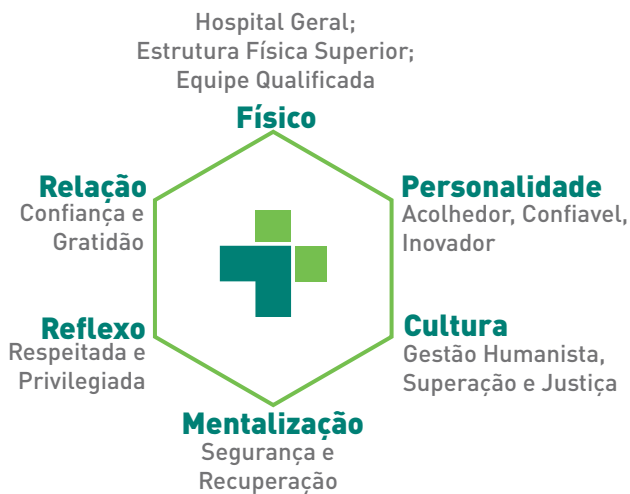 Hospital Geral;
Estrutura Física Superior;
Equipe Qualificada
Físico
Relação
Confiança e
Gratidão
Personalidade
Acolhedor, Confiavel,
Inovador
Reflexo
Respeitada e
Privilegiada
Cultura
Gestão Humanista,
Superação e Justiça
Mentalização
Segurança e
Recuperação